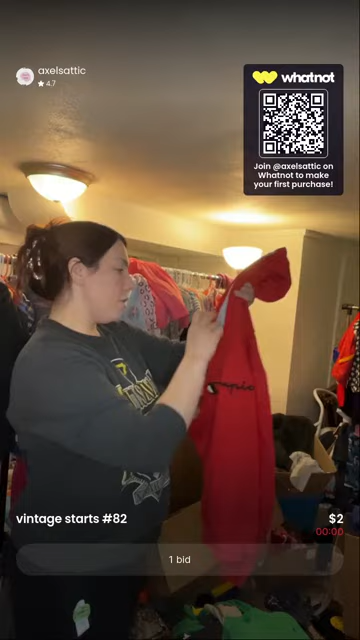 axelsattic
★ 4.7
whatnot
Join @axelsattic on
Whatnot to make
your first purchase!
vintage starts #82
$2
00:00
1 bid